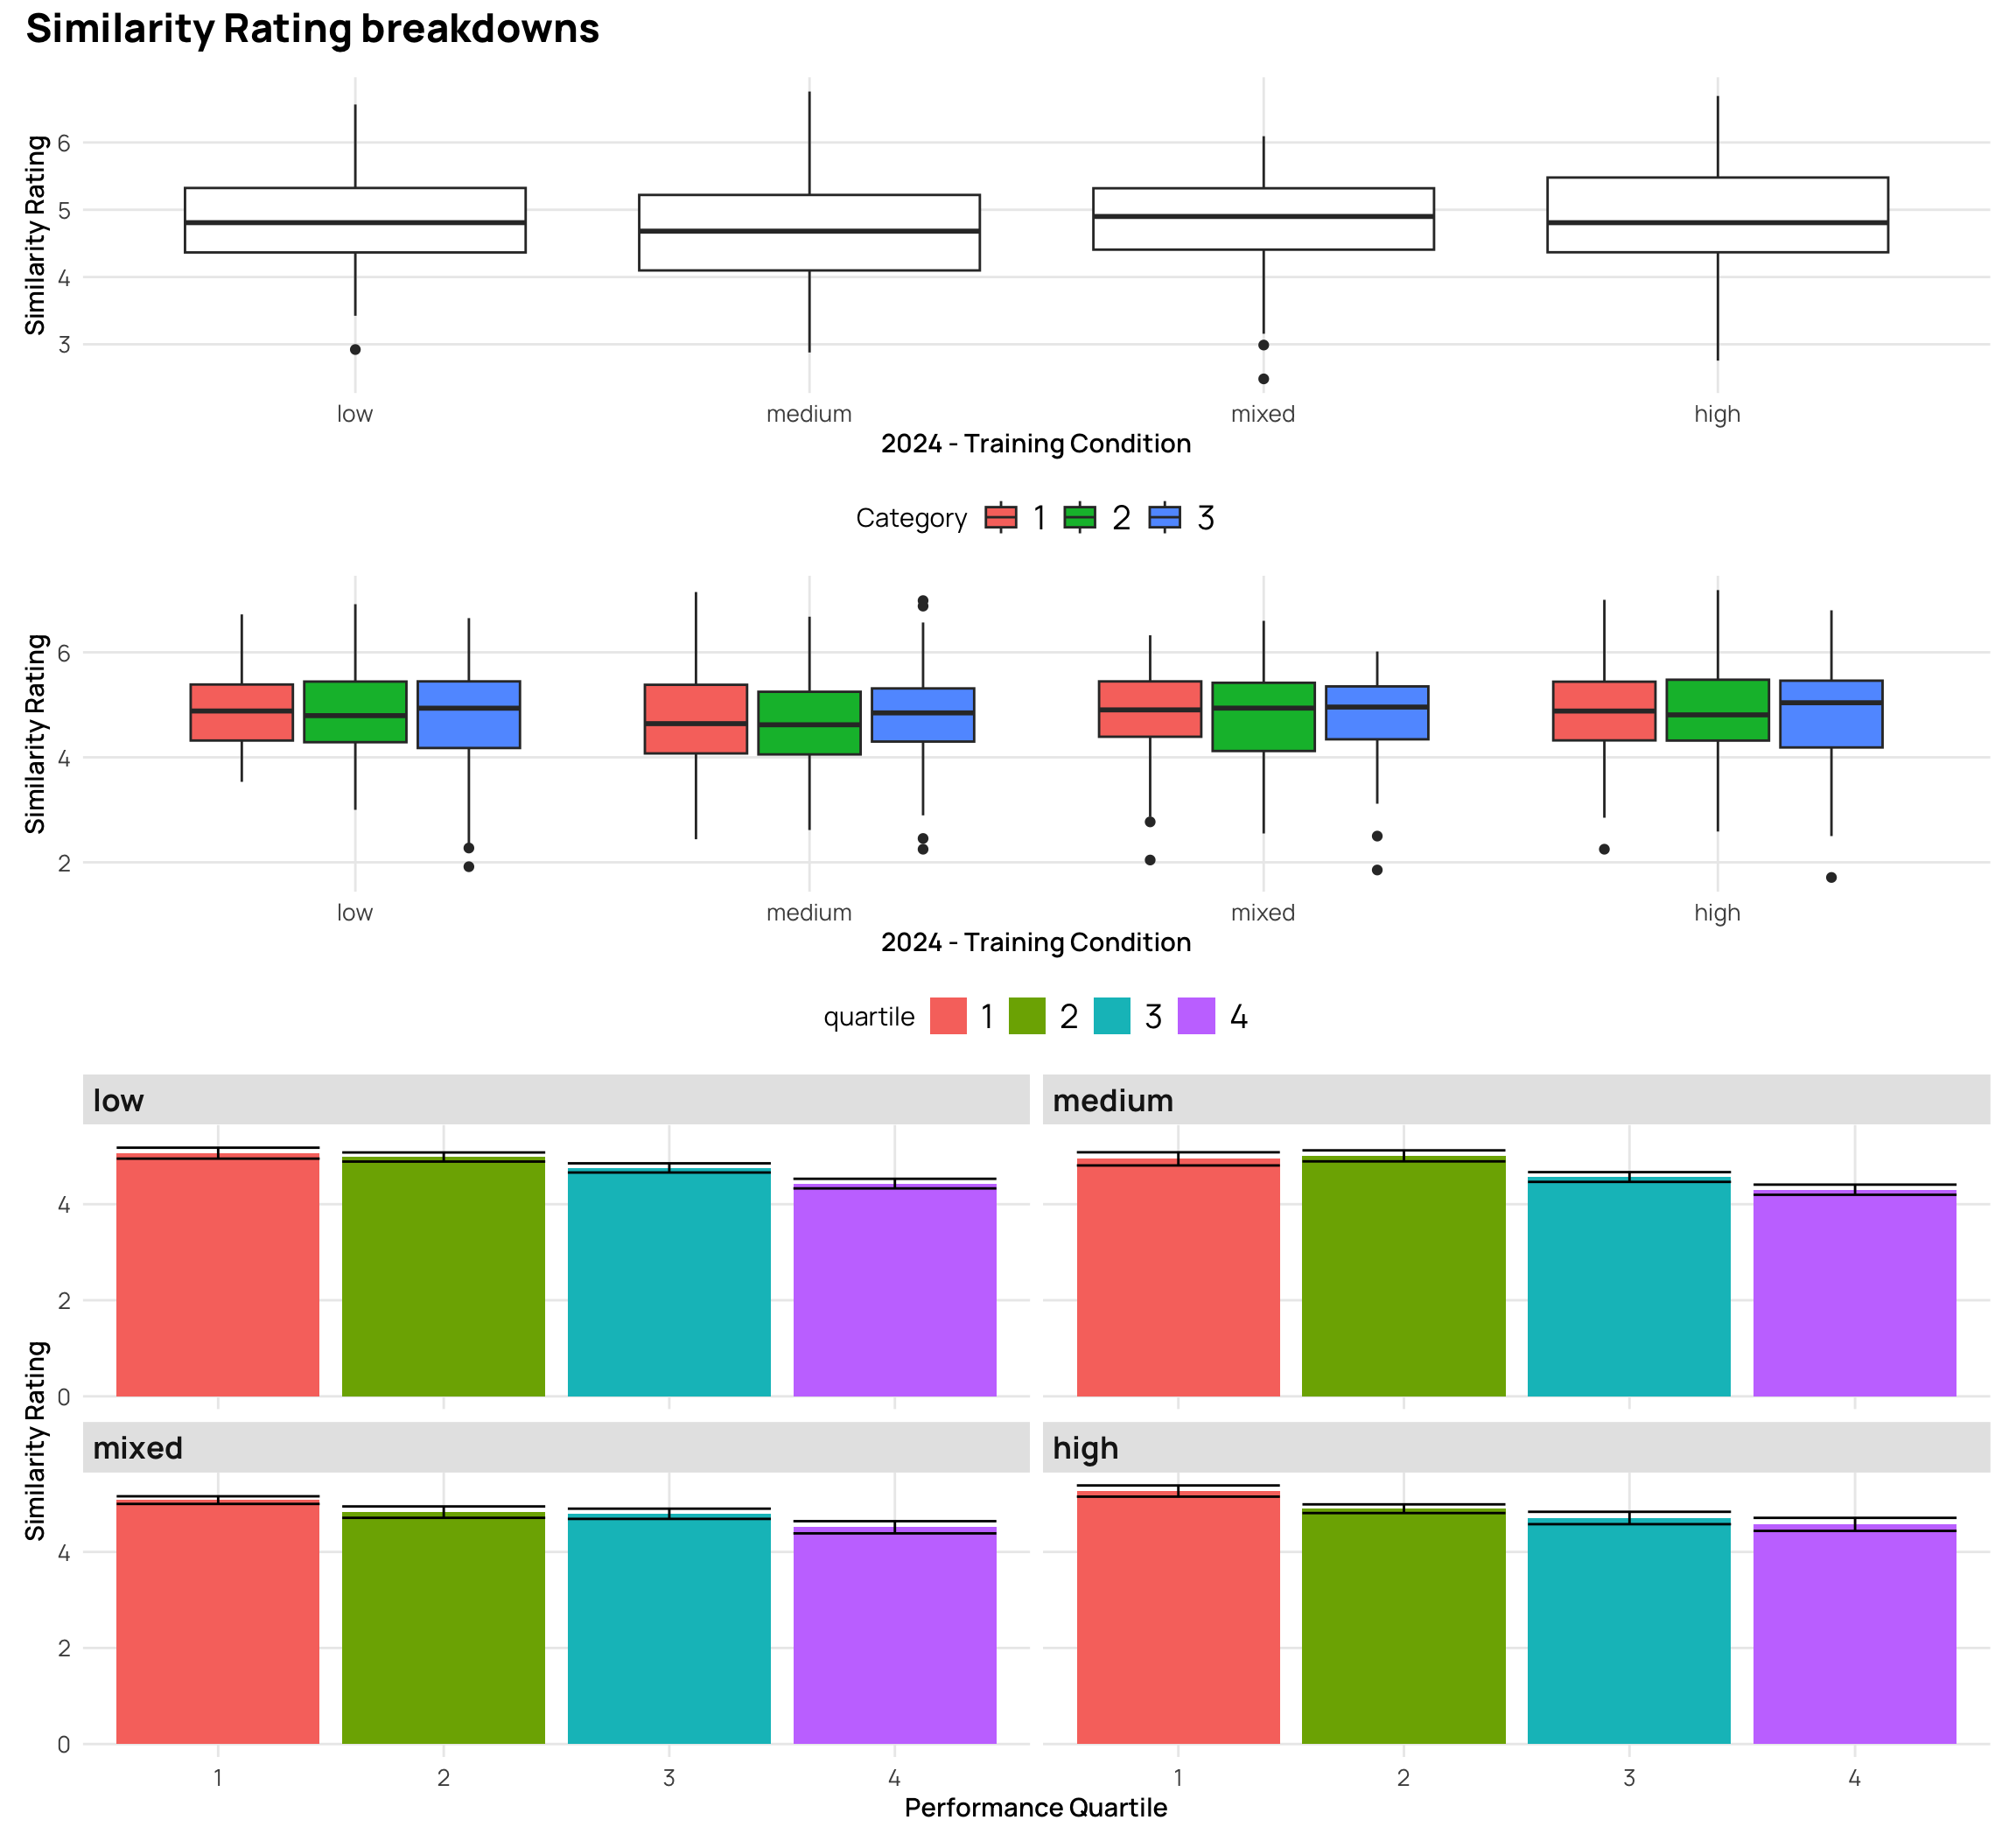 Similarity Rating breakdowns
Similarity Rating
6
5
4
3
low medium mixed high
2024 - Training Condition
Category 1 2 3
Similarity Rating
6
4
2
low medium mixed high
2024 - Training Condition
quartile 1 2 3 4
Similarity Rating
low medium
4
2
0
mixed high
4
2
0
1 2 3 4 1 2 3 4
Performance Quartile